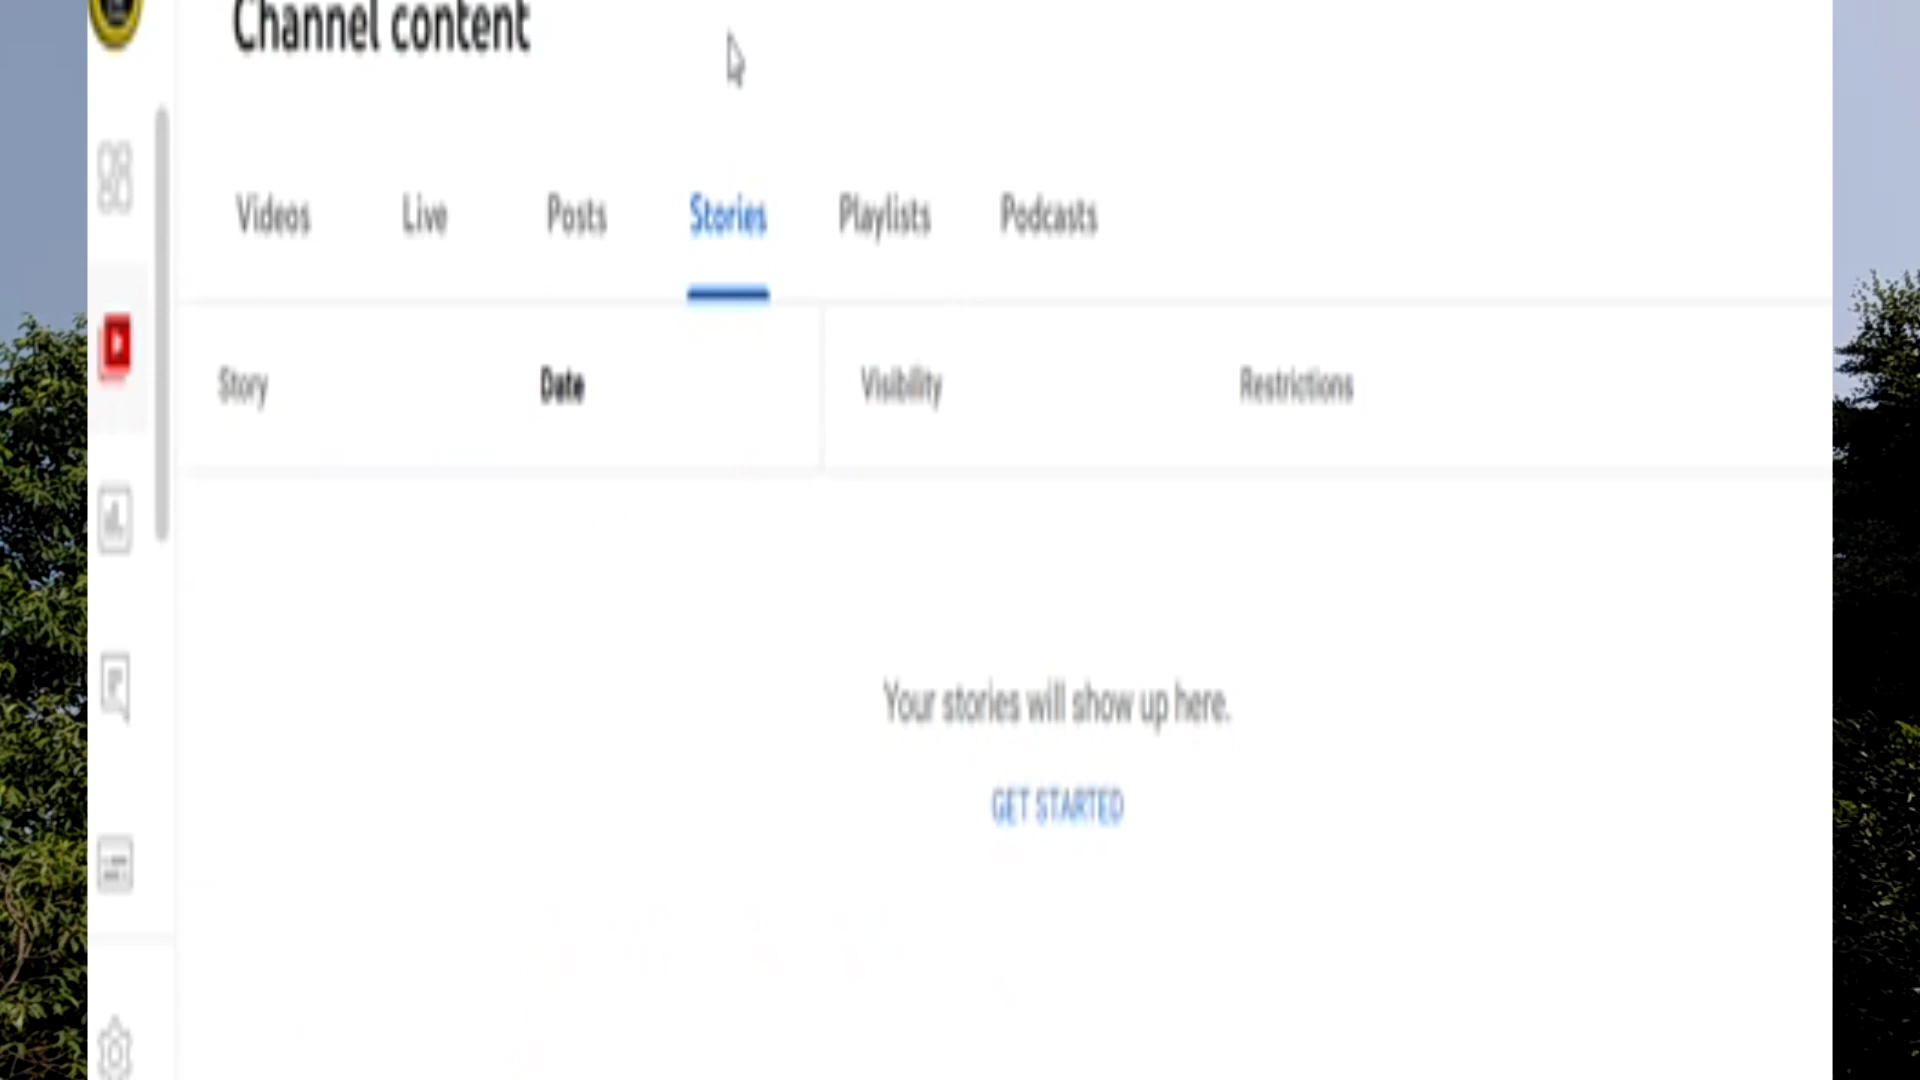 Channel content
Videos Live Posts Stories Playlists Podcasts
Story Date Visibility Restrictions
Your stories will show up here.
GET STARTED